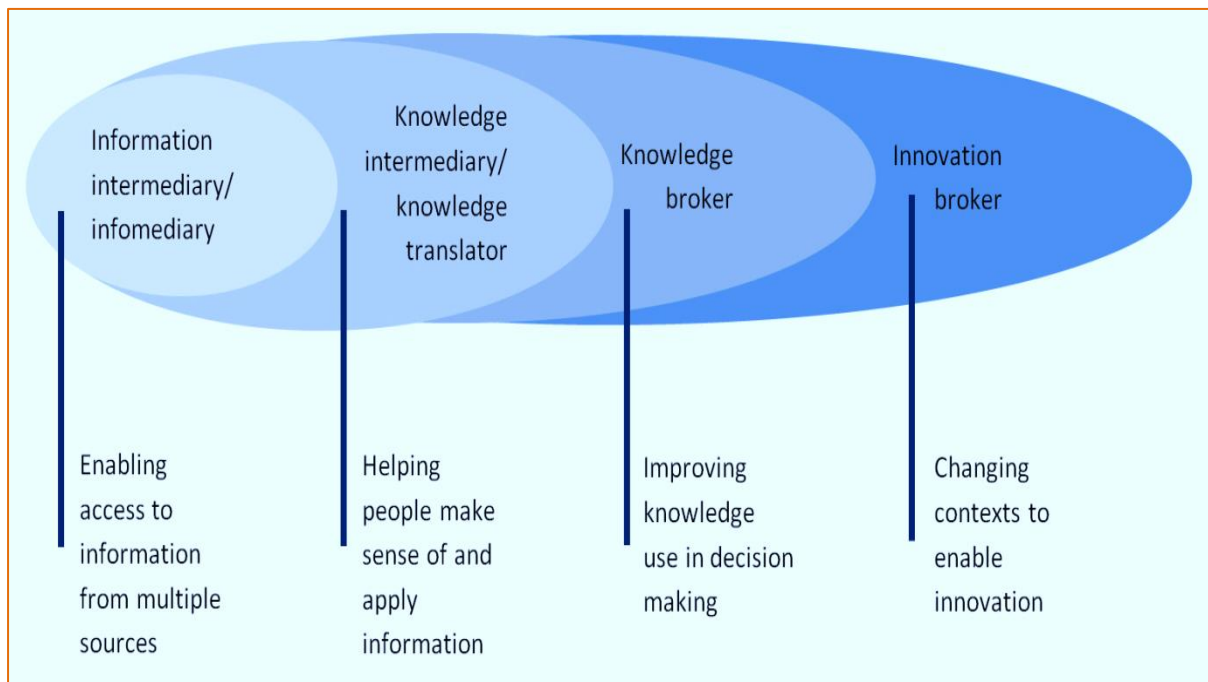 Information
intermediary/
infomediary
Knowledge
intermediary/
knowledge
translator
Knowledge
broker
Innovation
broker
Enabling
access to
information
from multiple
sources
Helping
people make
sense of and
apply
information
Improving
knowledge
use in decision
making
Changing
contexts to
enable
innovation